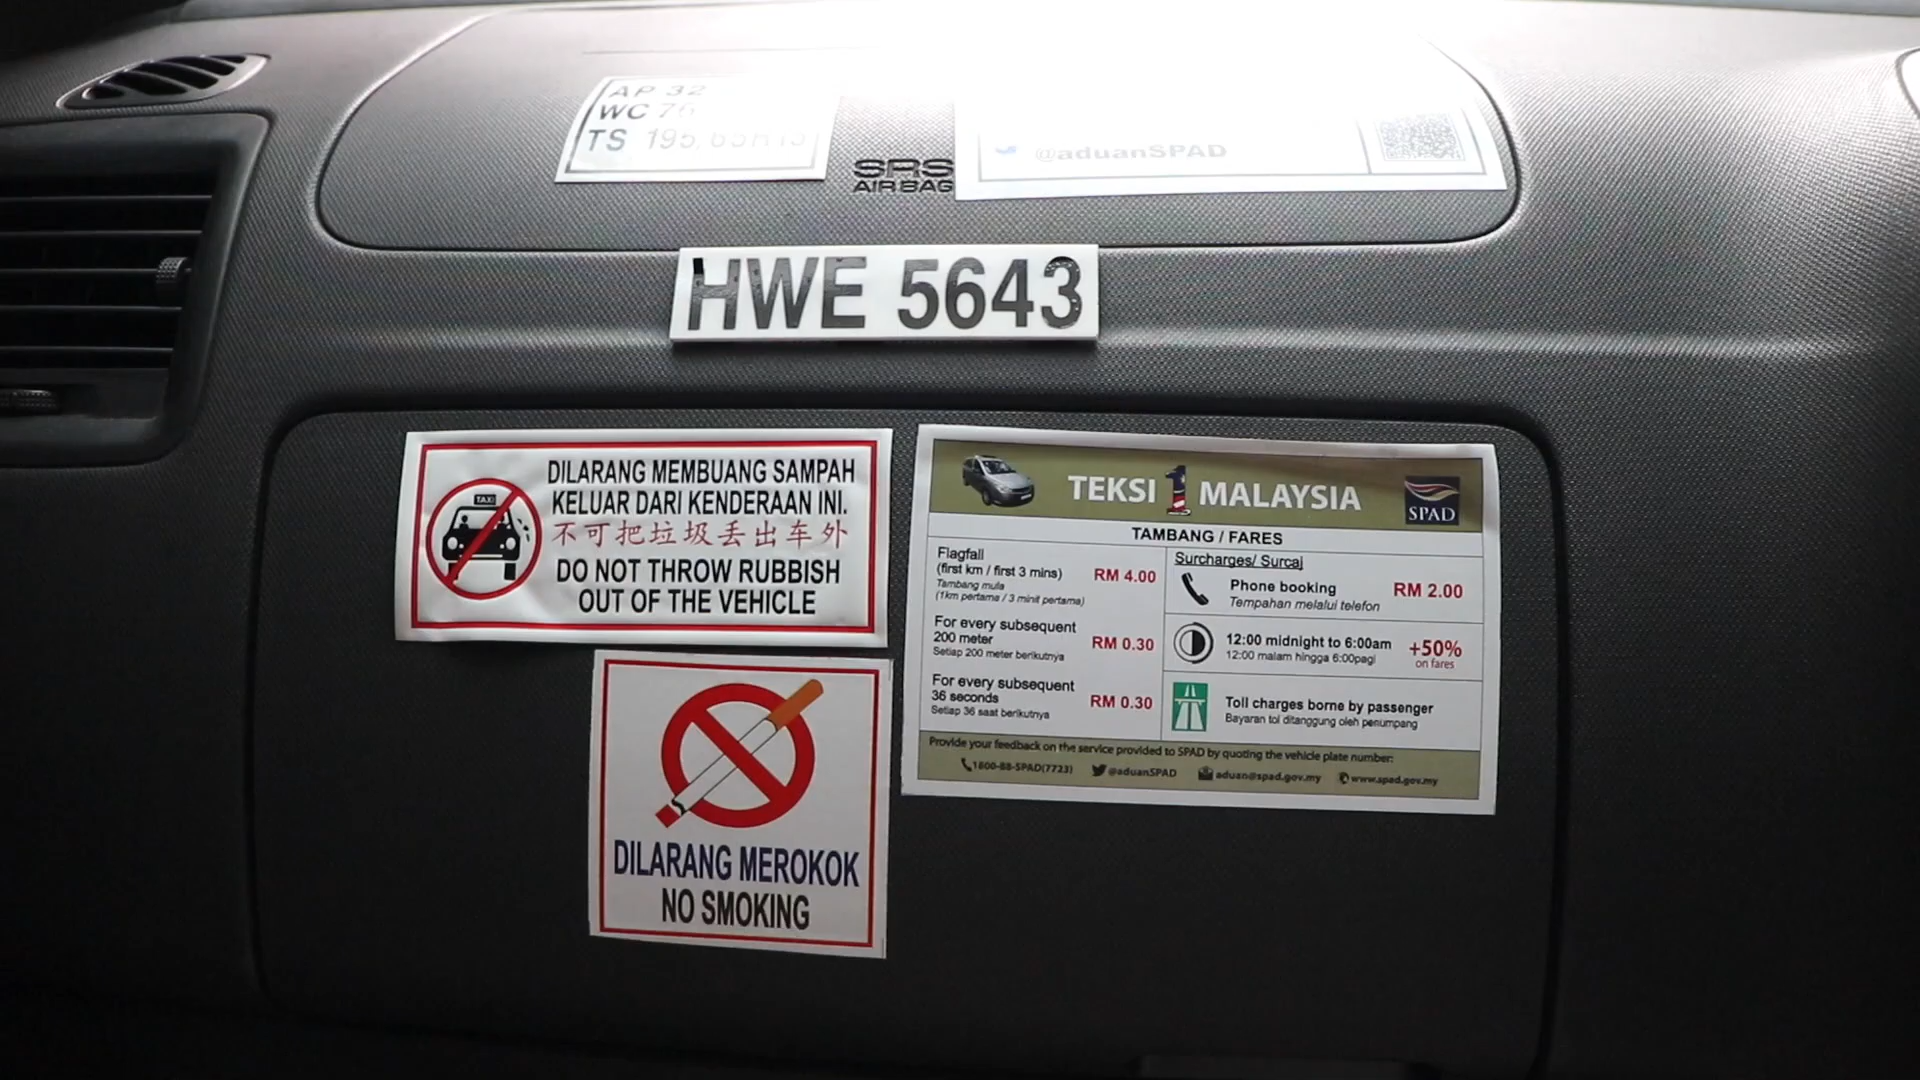 AP 32
WC 75
TS 195/65R15
SRS
AIRBAG
@aduanSPAD
HWE 5643
TAXI
DILARANG MEMBUANG SAMPAH
KELUAR DARI KENDERAAN INI.
不可把垃圾丢出车外
DO NOT THROW RUBBISH
OUT OF THE VEHICLE
DILARANG MEROKOK
NO SMOKING
TEKSI 1 MALAYSIA
SPAD
TAMBANG / FARES
Flagfall
(first km / first 3 mins)
RM 4.00
Tambang mula
(1km pertama / 3 minit pertama)
For every subsequent
200 meter
RM 0.30
Setiap 200 meter berikutnya
For every subsequent
36 seconds
RM 0.30
Setiap 36 saat berikutnya
Surcharges/ Surcaj
Phone booking
RM 2.00
Tempahan melalui telefon
12:00 midnight to 6:00am
12:00 malam hingga 6:00pagi
+50%
on fares
Toll charges borne by passenger
Bayaran tol ditanggung oleh penumpang
Provide your feedback on the service provided to SPAD by quoting the vehicle plate number:
1800-88-SPAD(7723) @aduanSPAD aduan@spad.gov.my www.spad.gov.my